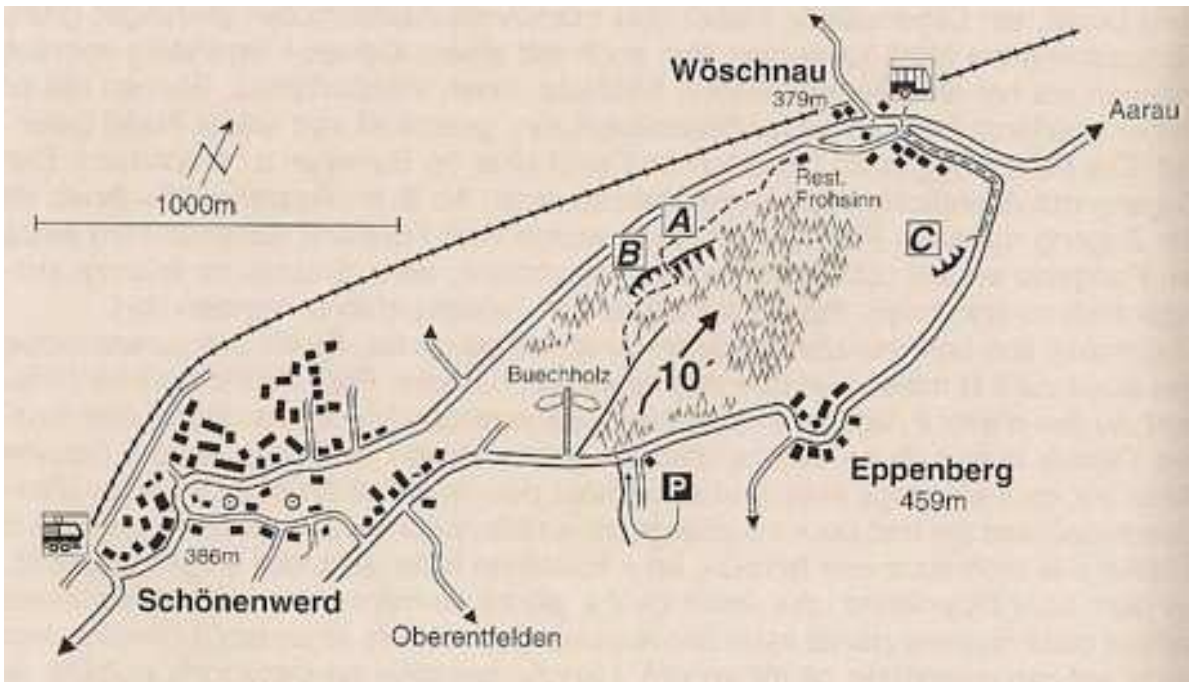 Wöschnau
379m
Aarau
1000m
Rest.
Frohsinn
A
B
C
Buechholz
10'
P
Eppenberg
459m
386m
Schönenwerd
Oberentfelden